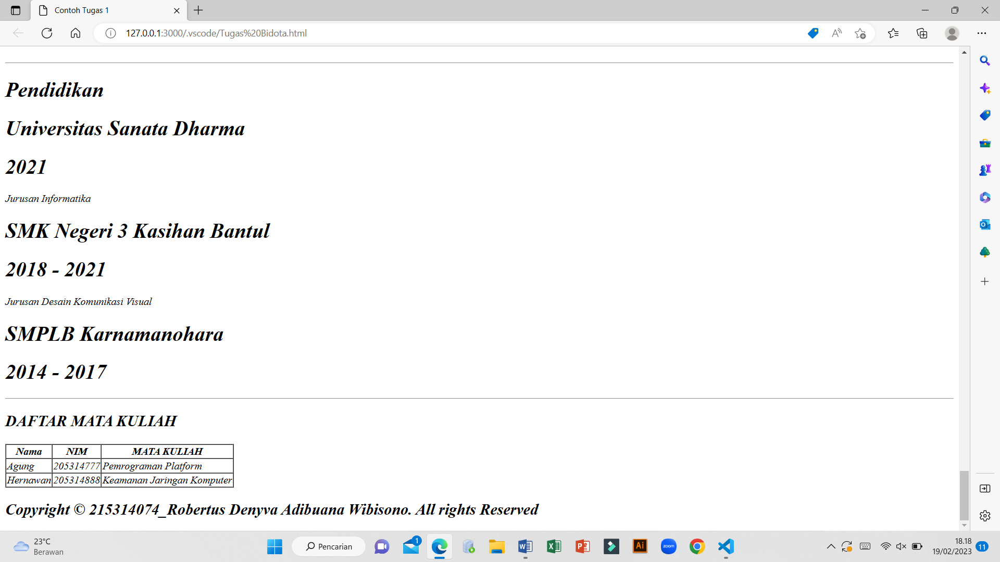 Contoh Tugas 1
127.0.0.1:3000/.vscode/Tugas%20Bidota.html
Pendidikan
Universitas Sanata Dharma
2021
Jurusan Informatika
SMK Negeri 3 Kasihan Bantul
2018 - 2021
Jurusan Desain Komunikasi Visual
SMPLB Karnamanohara
2014 - 2017
DAFTAR MATA KULIAH
Nama NIM MATA KULIAH
Agung 205314777 Pemrograman Platform
Hernawan 205314888 Keamanan Jaringan Komputer
Copyright © 215314074_Robertus Denyva Adibuana Wibisono. All rights Reserved
23°C
Berawan
Pencarian
1
Ai
zoom
18.18
19/02/2023
11